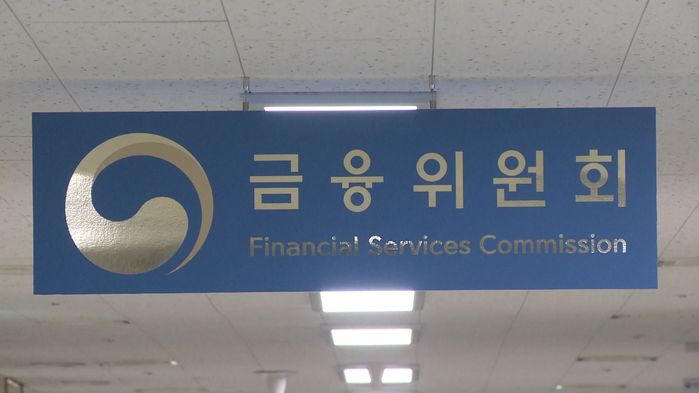 금융위원회
Financial Services Commission